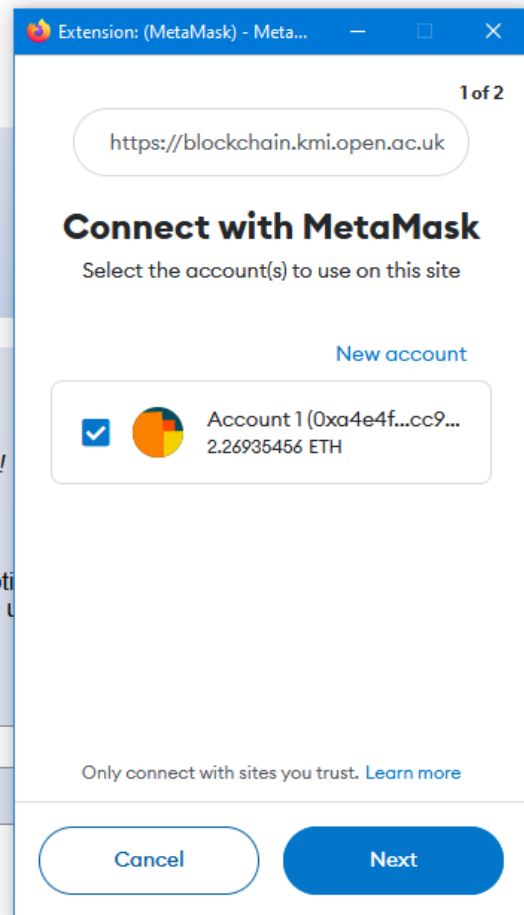 Extension: (MetaMask) - Meta...
1 of 2
https://blockchain.kmi.open.ac.uk
Connect with MetaMask
Select the account(s) to use on this site
New account
Account 1 (0xa4e4f...cc9...
2.26935456 ETH
Only connect with sites you trust. Learn more
Cancel
Next